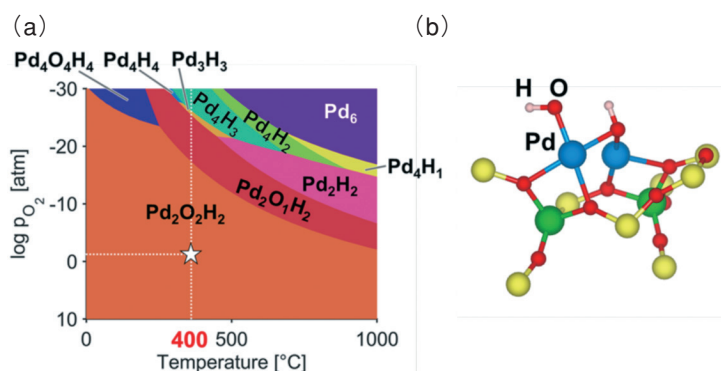 (a)
Pd₄O₄H₄
Pd₄H₄
Pd₃H₃
-30
-20
-10
0
10
log pO₂ [atm]
Pd₄H₃
Pd₄H₂
Pd₆
Pd₄H₁
Pd₂H₂
Pd₂O₁H₂
Pd₂O₂H₂
0
400
500
1000
Temperature [°C]
(b)
H O
Pd